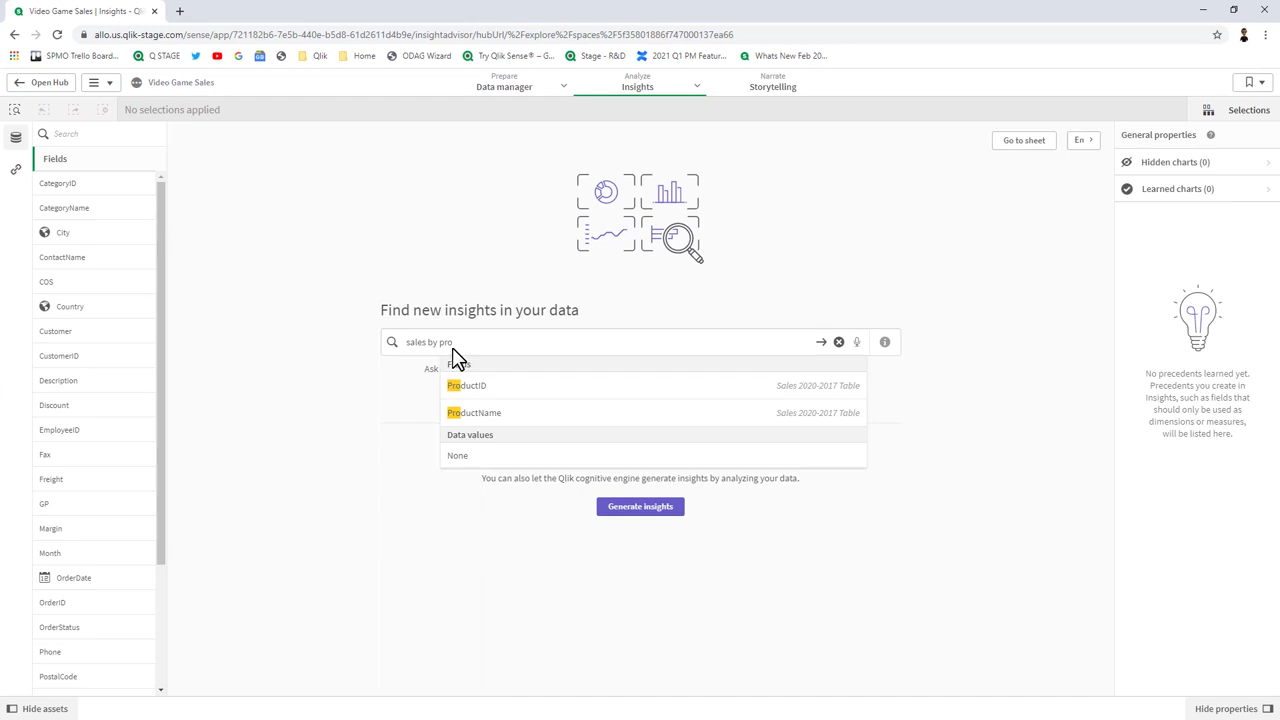 Video Game Sales - Insights | Qlik
allo.us.qlik-stage.com/sense/app/721182b6-7e5b-440e-b5d8-61d2611d4b9e/insightadvisor/hubUrl/%2Fexplore%2Fspaces%2F5f35801886f747000137ea66
SPMO Trello Board...
Q STAGE
Qlik
Home
ODAG Wizard
Try Qlik Sense® – G...
Stage - R&D
2021 Q1 PM Featur...
Whats New Feb 20...
Open Hub
Video Game Sales
Prepare
Data manager
Analyze
Insights
Narrate
Storytelling
No selections applied
Selections
Search
Fields
CategoryID
CategoryName
City
ContactName
COS
Country
Customer
CustomerID
Description
Discount
EmployeeID
Fax
Freight
GP
Margin
Month
OrderDate
OrderID
OrderStatus
Phone
PostalCode
Hide assets
Go to sheet
En
Find new insights in your data
sales by pro
Ask
ProductID Sales 2020-2017 Table
ProductName Sales 2020-2017 Table
Data values
None
You can also let the Qlik cognitive engine generate insights by analyzing your data.
Generate insights
General properties
Hidden charts (0)
Learned charts (0)
No precedents learned yet.
Precedents you create in
Insights, such as fields that
should only be used as
dimensions or measures,
will be listed here.
Hide properties